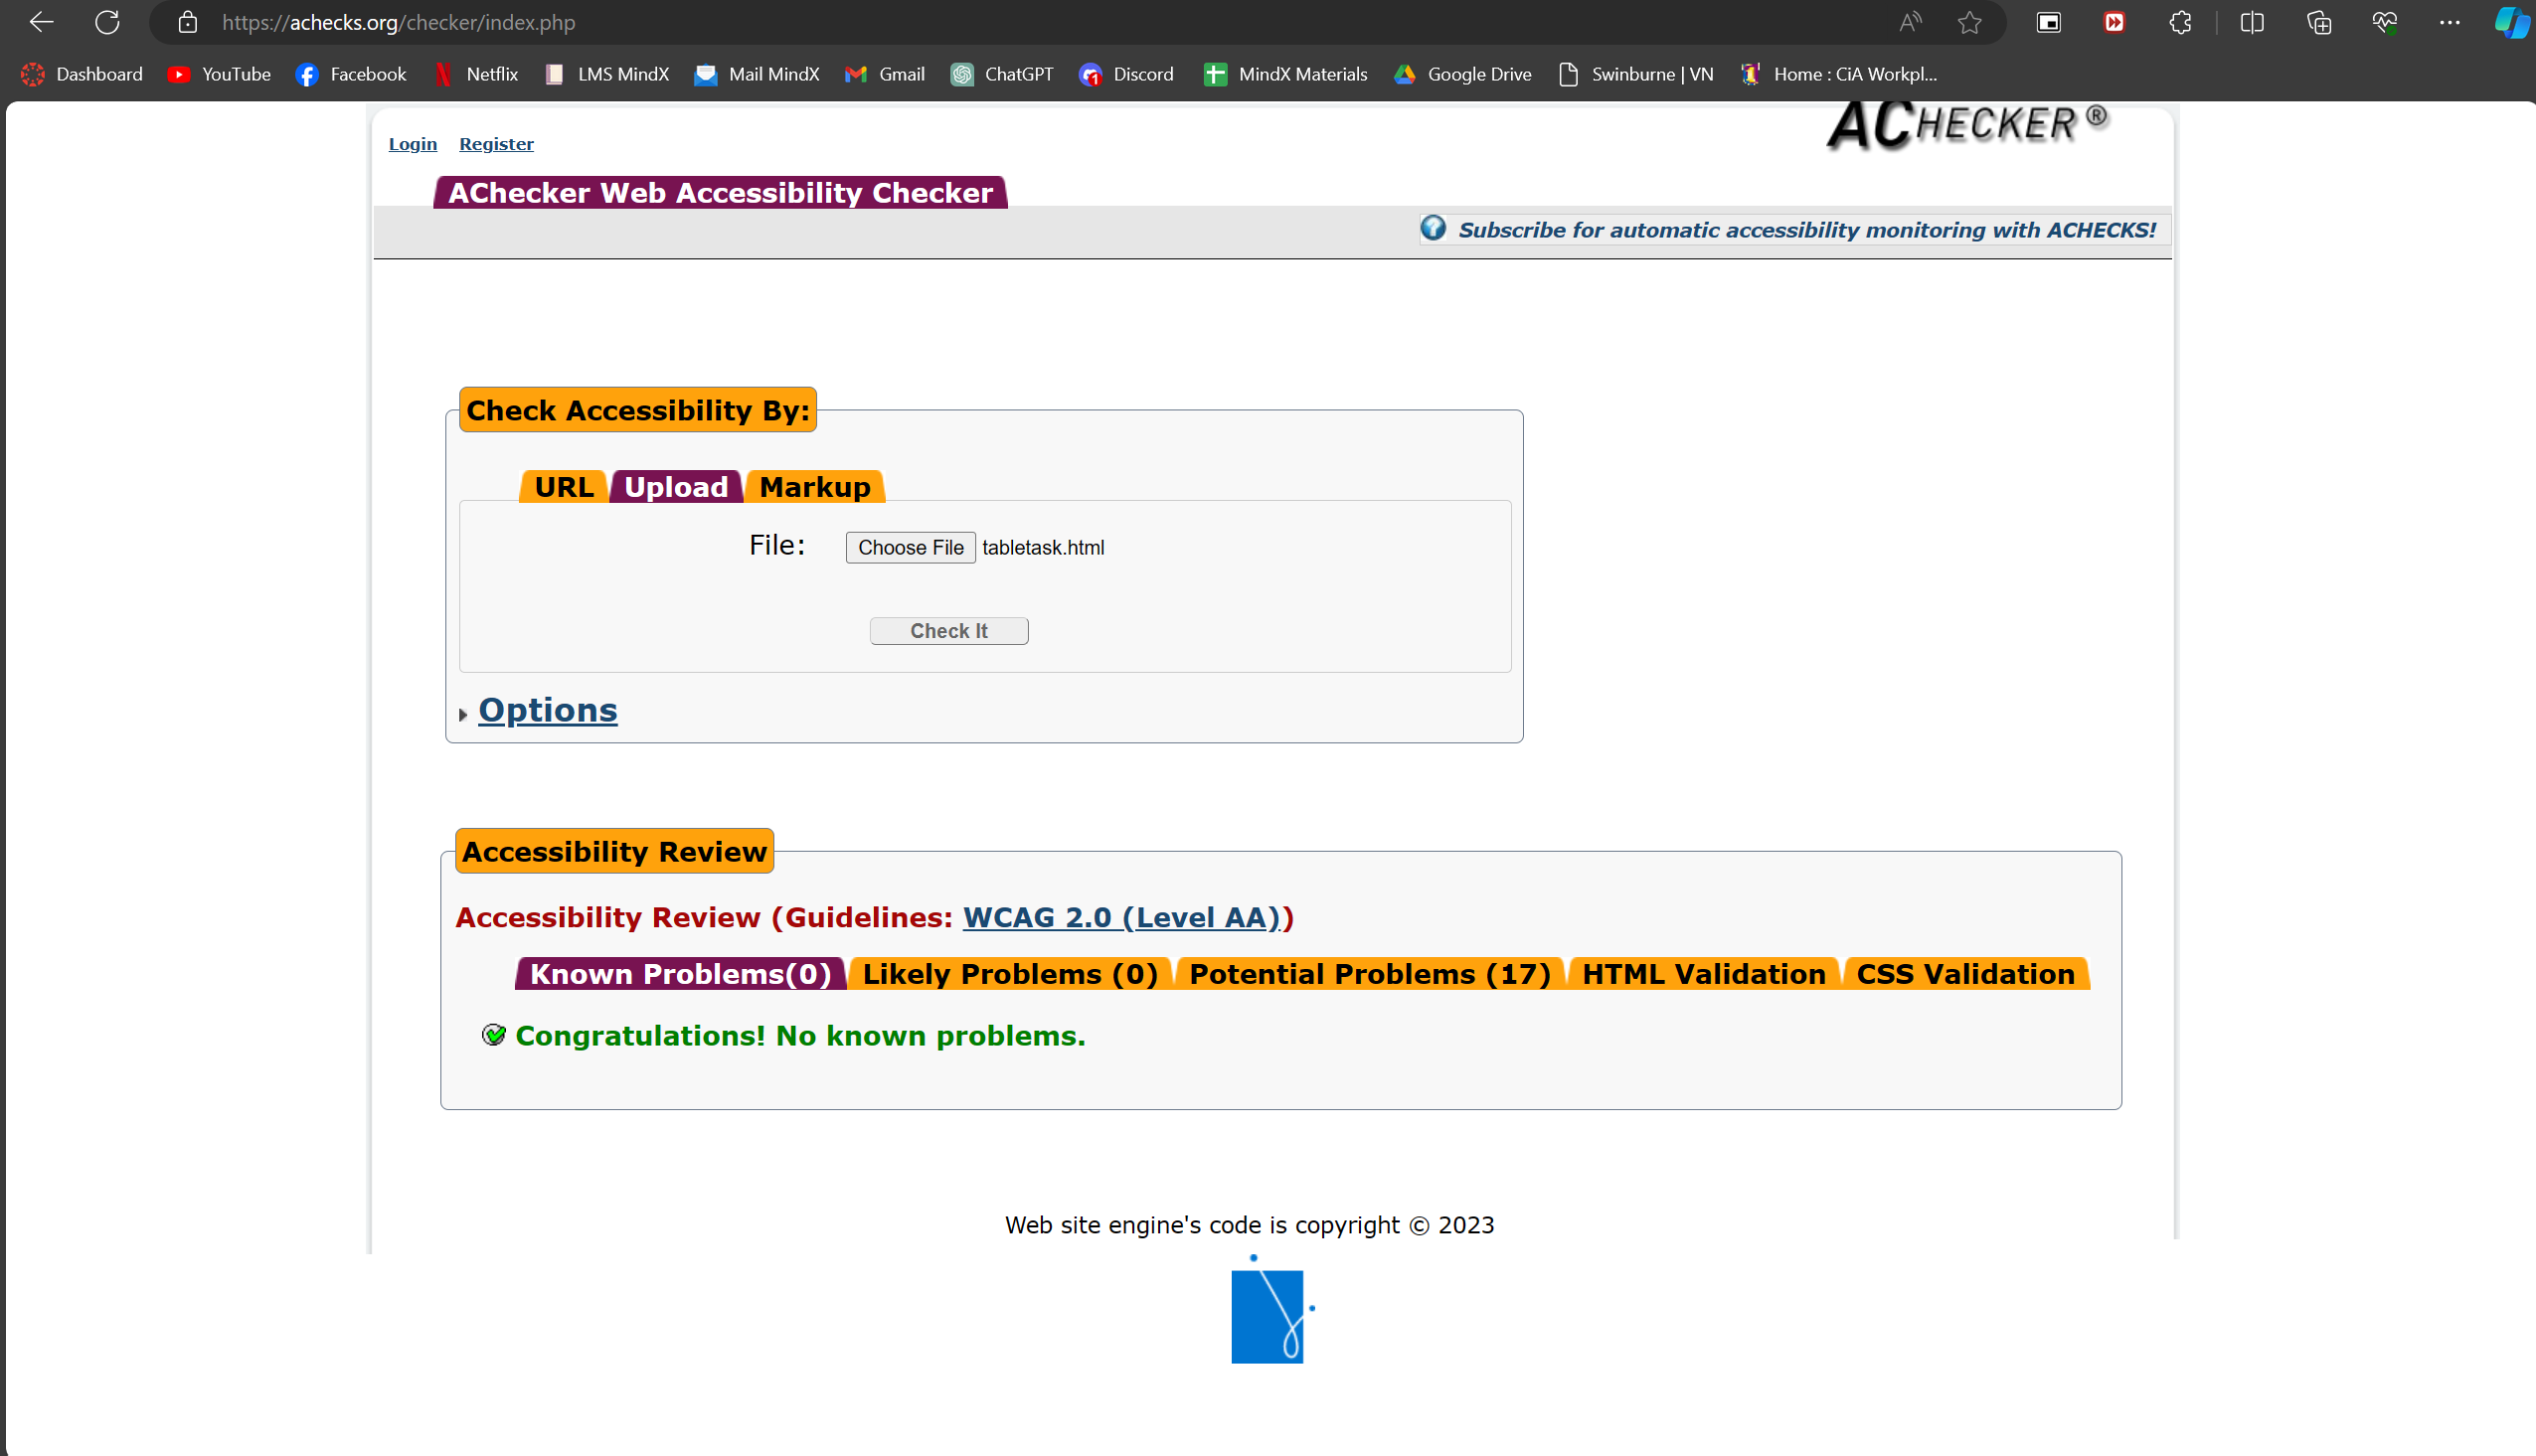 https://achecks.org/checker/index.php
Dashboard YouTube Facebook Netflix LMS MindX Mail MindX Gmail ChatGPT Discord MindX Materials Google Drive Swinburne | VN Home : CiA Workpl...
ACHECKER ®
Login Register
AChecker Web Accessibility Checker
Subscribe for automatic accessibility monitoring with ACHECKS!
Check Accessibility By:
URL Upload Markup
File: Choose File tabletask.html
Check It
Options
Accessibility Review
Accessibility Review (Guidelines: WCAG 2.0 (Level AA))
Known Problems(0) Likely Problems (0) Potential Problems (17) HTML Validation CSS Validation
Congratulations! No known problems.
Web site engine's code is copyright © 2023